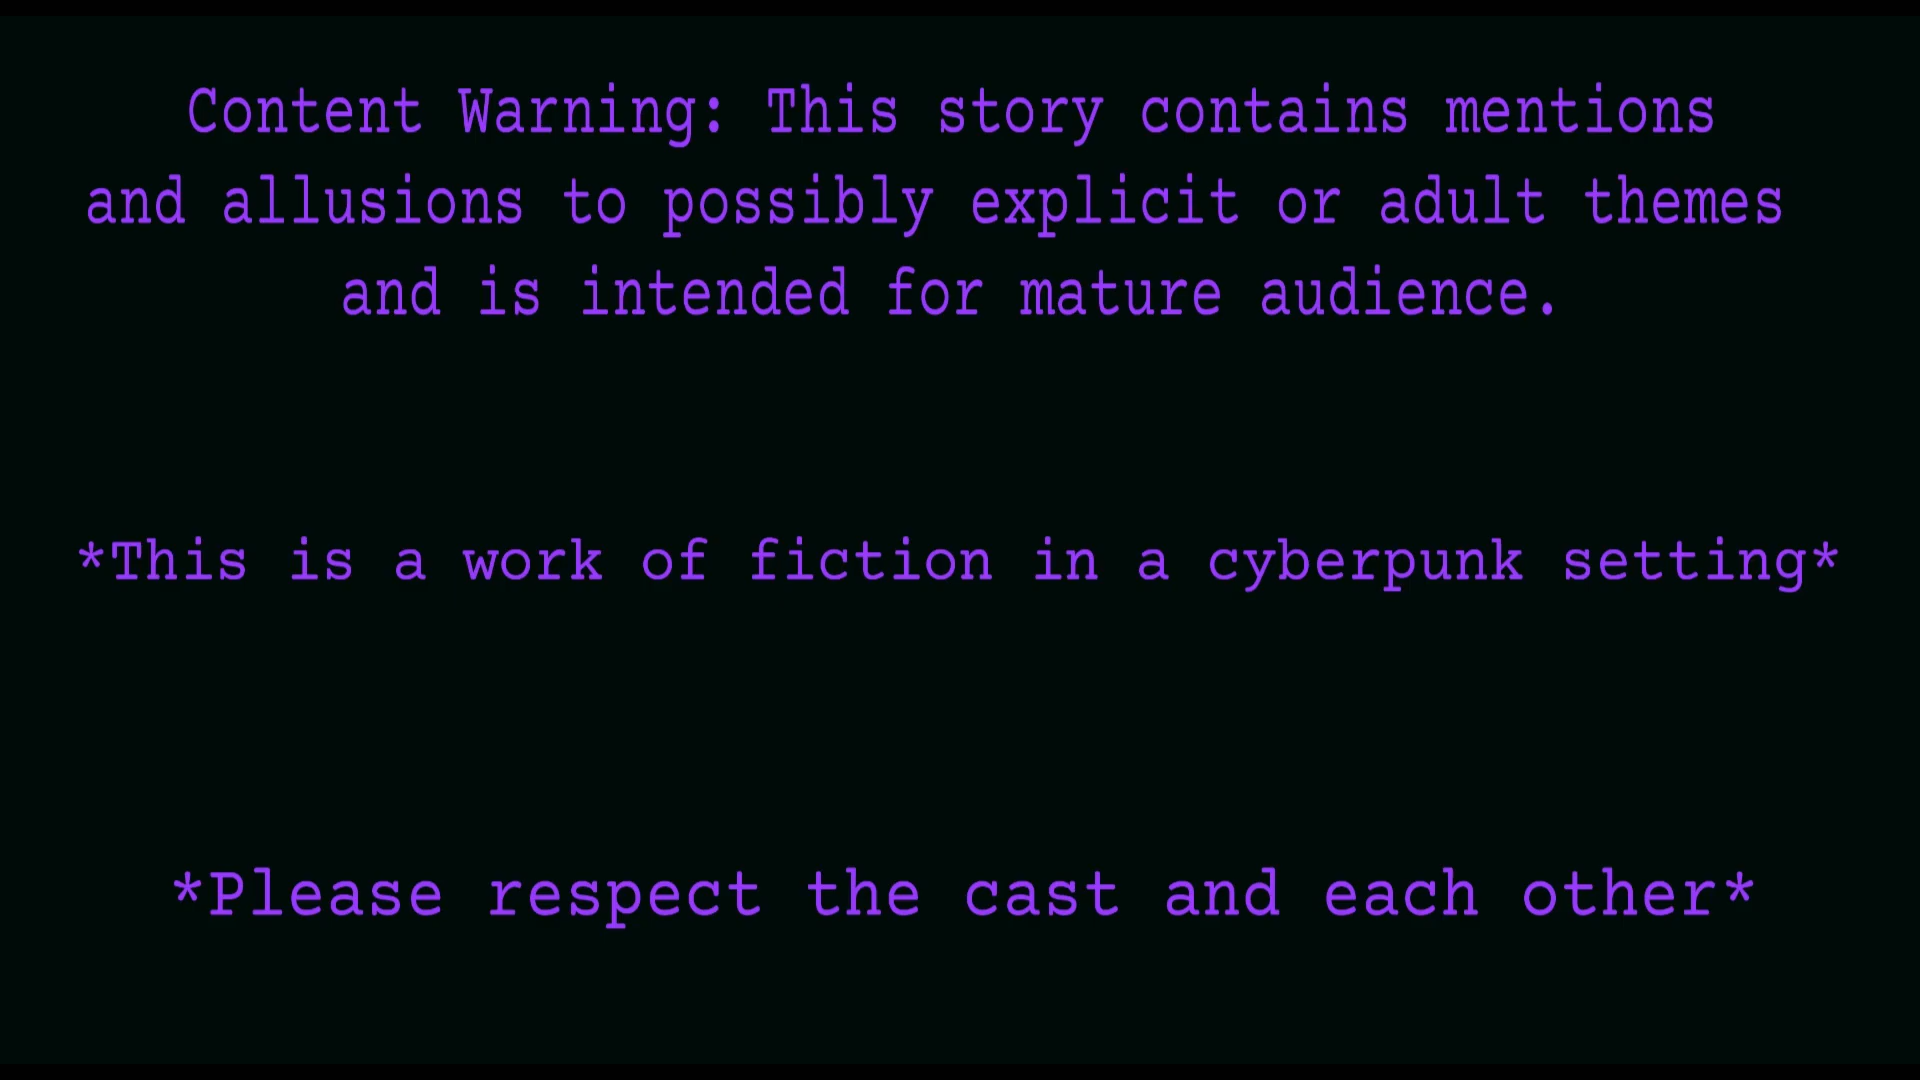 Content Warning: This story contains mentions
and allusions to possibly explicit or adult themes
and is intended for mature audience.
*This is a work of fiction in a cyberpunk setting*
*Please respect the cast and each other*